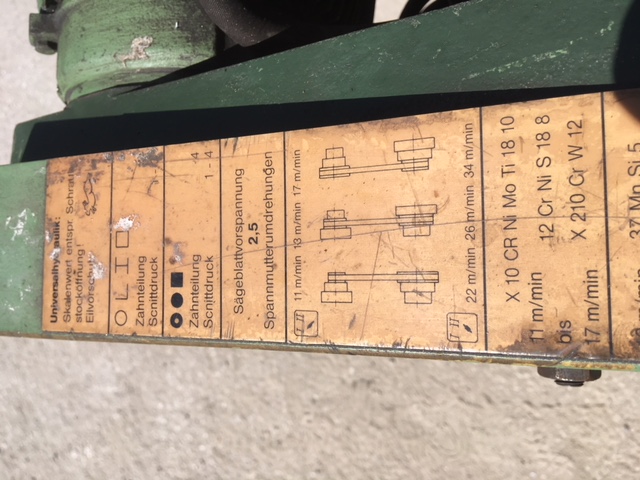 Skalenwert entspr. Schraub
stocköffnung
Eilvorschub
Zahnteilung
Schnittdruck
Zahnteilung 4
Schnittdruck 1-4
Sägeblattvorspannung
2,5
Spannmutterumdrehungen
11 m/min 13 m/min 17 m/min
22 m/min 26 m/min 34 m/min
X 10 CR Ni Mo Ti 18 10
11 m/min 12 Cr Ni S 18 8
bis X 210 Cr W 12
17 m/min
37 Mn Si 5